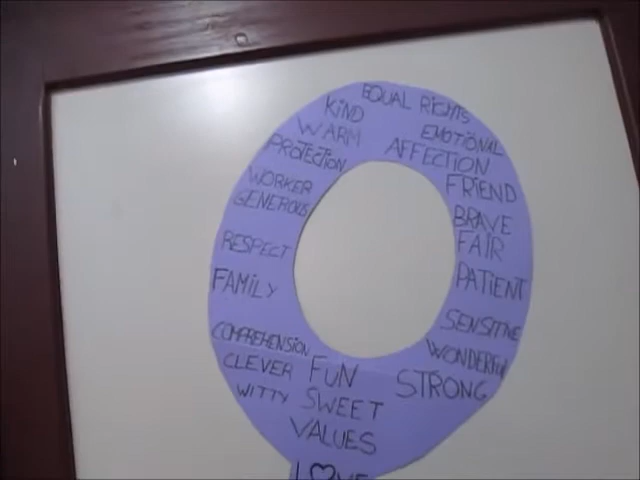 EQUAL RIGHTS
KIND
WARM
PROTECTION
EMOTIONAL
AFFECTION
FRIEND
WORKER
GENEROUS
BRAVE
FAIR
RESPECT
FAMILY
PATIENT
SENSITIVE
WONDERFUL
COMPREHENSION
CLEVER
FUN
STRONG
WITTY
SWEET
VALUES
LOVE